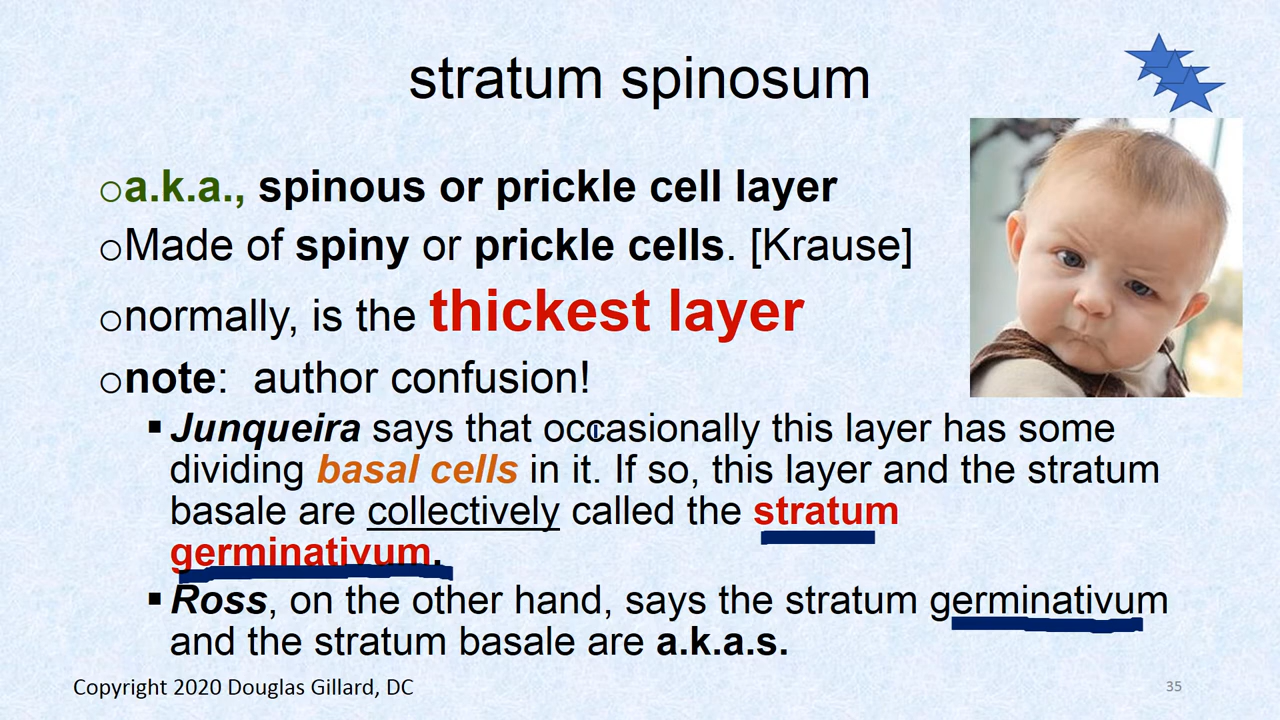 stratum spinosum
a.k.a., spinous or prickle cell layer
Made of spiny or prickle cells. [Krause]
normally, is the thickest layer
note: author confusion!
Junqueira says that occasionally this layer has some
dividing basal cells in it. If so, this layer and the stratum
basale are collectively called the stratum
germinativum.
Ross, on the other hand, says the stratum germinativum
and the stratum basale are a.k.a.s.
Copyright 2020 Douglas Gillard, DC
35